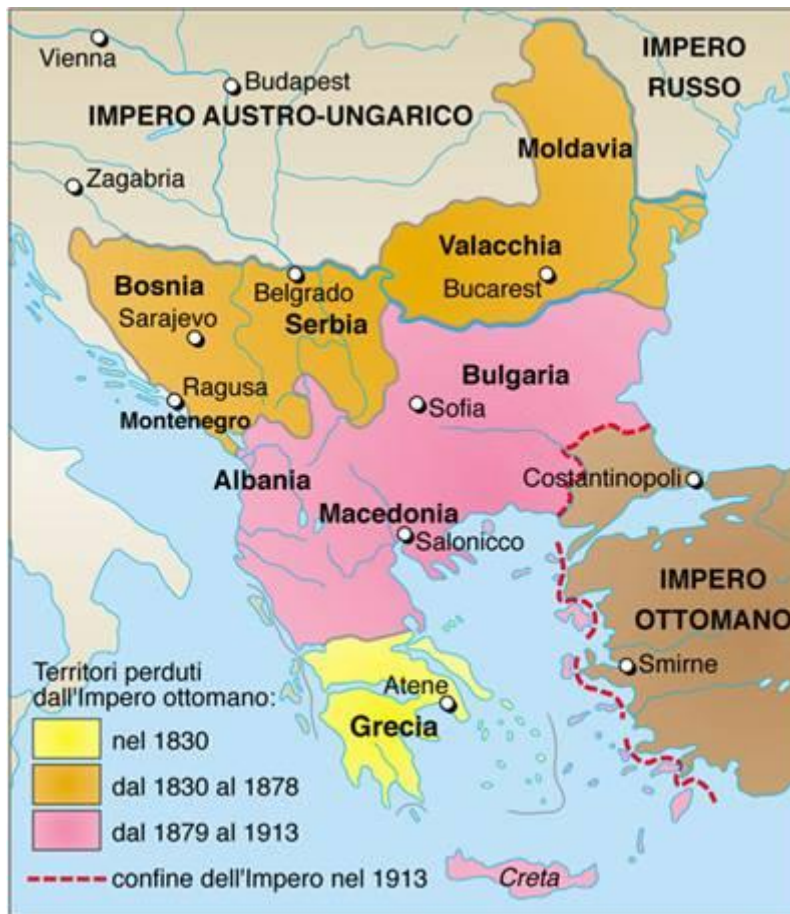 Vienna
Budapest
IMPERO AUSTRO-UNGARICO
IMPERO
RUSSO
Zagabria
Moldavia
Valacchia
Bucarest
Bosnia
Sarajevo
Belgrado
Serbia
Ragusa
Montenegro
Bulgaria
Sofia
Albania
Costantinopoli
Macedonia
Salonicco
IMPERO
OTTOMANO
Smirne
Atene
Grecia
Creta
Territori perduti
dall'Impero ottomano:
nel 1830
dal 1830 al 1878
dal 1879 al 1913
confine dell'Impero nel 1913